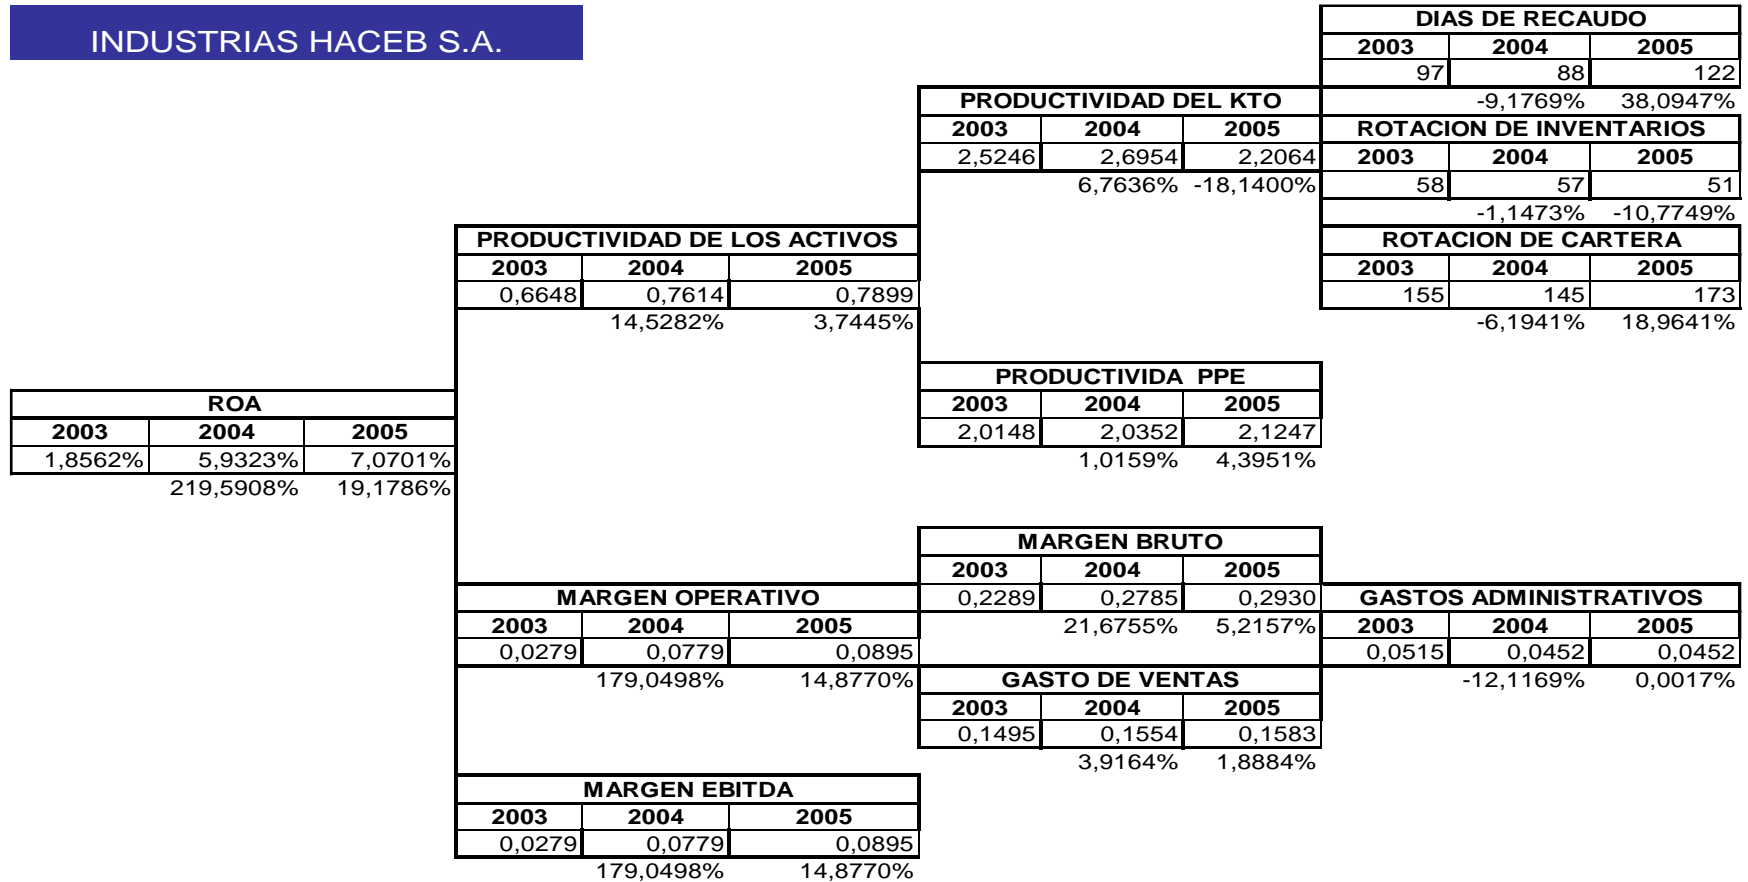 INDUSTRIAS HACEB S.A.
DIAS DE RECAUDO
2003 2004 2005
97 88 122
-9,1769% 38,0947%
PRODUCTIVIDAD DEL KTO
2003 2004 2005
2,5246 2,6954 2,2064
6,7636% -18,1400%
ROTACION DE INVENTARIOS
2003 2004 2005
58 57 51
-1,1473% -10,7749%
PRODUCTIVIDAD DE LOS ACTIVOS
2003 2004 2005
0,6648 0,7614 0,7899
14,5282% 3,7445%
ROTACION DE CARTERA
2003 2004 2005
155 145 173
-6,1941% 18,9641%
PRODUCTIVIDA PPE
2003 2004 2005
2,0148 2,0352 2,1247
1,0159% 4,3951%
ROA
2003 2004 2005
1,8562% 5,9323% 7,0701%
219,5908% 19,1786%
MARGEN BRUTO
2003 2004 2005
0,2289 0,2785 0,2930
21,6755% 5,2157%
MARGEN OPERATIVO
2003 2004 2005
0,0279 0,0779 0,0895
179,0498% 14,8770%
GASTOS ADMINISTRATIVOS
2003 2004 2005
0,0515 0,0452 0,0452
-12,1169% 0,0017%
GASTO DE VENTAS
2003 2004 2005
0,1495 0,1554 0,1583
3,9164% 1,8884%
MARGEN EBITDA
2003 2004 2005
0,0279 0,0779 0,0895
179,0498% 14,8770%